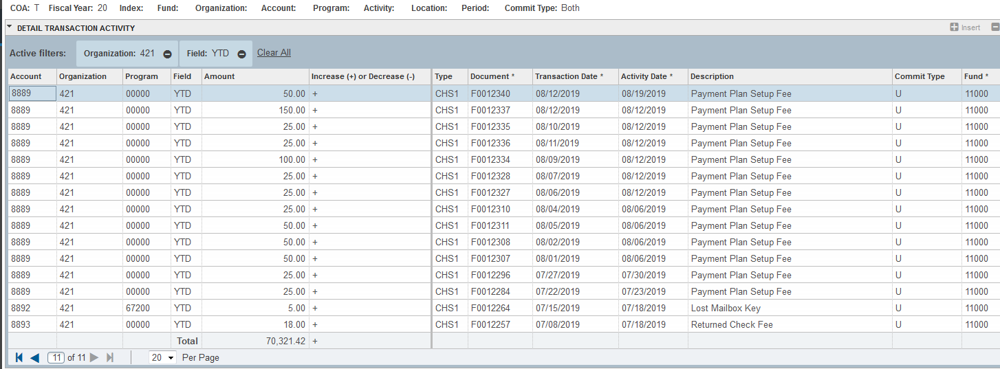 COA: T Fiscal Year: 20 Index: Fund: Organization: Account: Program: Activity: Location: Period: Commit Type: Both
DETAIL TRANSACTION ACTIVITY Insert
Active filters: Organization: 421 Field: YTD Clear All
Account Organization Program Field Amount Increase (+) or Decrease (-) Type Document * Transaction Date * Activity Date * Description Commit Type Fund *
8889 421 00000 YTD 50.00 + CHS1 F0012340 08/12/2019 08/19/2019 Payment Plan Setup Fee U 11000
8889 421 00000 YTD 150.00 + CHS1 F0012337 08/12/2019 08/12/2019 Payment Plan Setup Fee U 11000
8889 421 00000 YTD 25.00 + CHS1 F0012335 08/10/2019 08/12/2019 Payment Plan Setup Fee U 11000
8889 421 00000 YTD 25.00 + CHS1 F0012336 08/11/2019 08/12/2019 Payment Plan Setup Fee U 11000
8889 421 00000 YTD 100.00 + CHS1 F0012334 08/09/2019 08/12/2019 Payment Plan Setup Fee U 11000
8889 421 00000 YTD 25.00 + CHS1 F0012328 08/07/2019 08/12/2019 Payment Plan Setup Fee U 11000
8889 421 00000 YTD 25.00 + CHS1 F0012327 08/06/2019 08/12/2019 Payment Plan Setup Fee U 11000
8889 421 00000 YTD 25.00 + CHS1 F0012310 08/04/2019 08/06/2019 Payment Plan Setup Fee U 11000
8889 421 00000 YTD 50.00 + CHS1 F0012311 08/05/2019 08/06/2019 Payment Plan Setup Fee U 11000
8889 421 00000 YTD 50.00 + CHS1 F0012308 08/02/2019 08/06/2019 Payment Plan Setup Fee U 11000
8889 421 00000 YTD 50.00 + CHS1 F0012307 08/01/2019 08/06/2019 Payment Plan Setup Fee U 11000
8889 421 00000 YTD 25.00 + CHS1 F0012296 07/27/2019 07/30/2019 Payment Plan Setup Fee U 11000
8889 421 00000 YTD 25.00 + CHS1 F0012284 07/22/2019 07/23/2019 Payment Plan Setup Fee U 11000
8892 421 67200 YTD 5.00 + CHS1 F0012264 07/15/2019 07/18/2019 Lost Mailbox Key U 11000
8893 421 00000 YTD 18.00 + CHS1 F0012257 07/08/2019 07/18/2019 Returned Check Fee U 11000
Total 70,321.42 +
11 of 11 20 Per Page